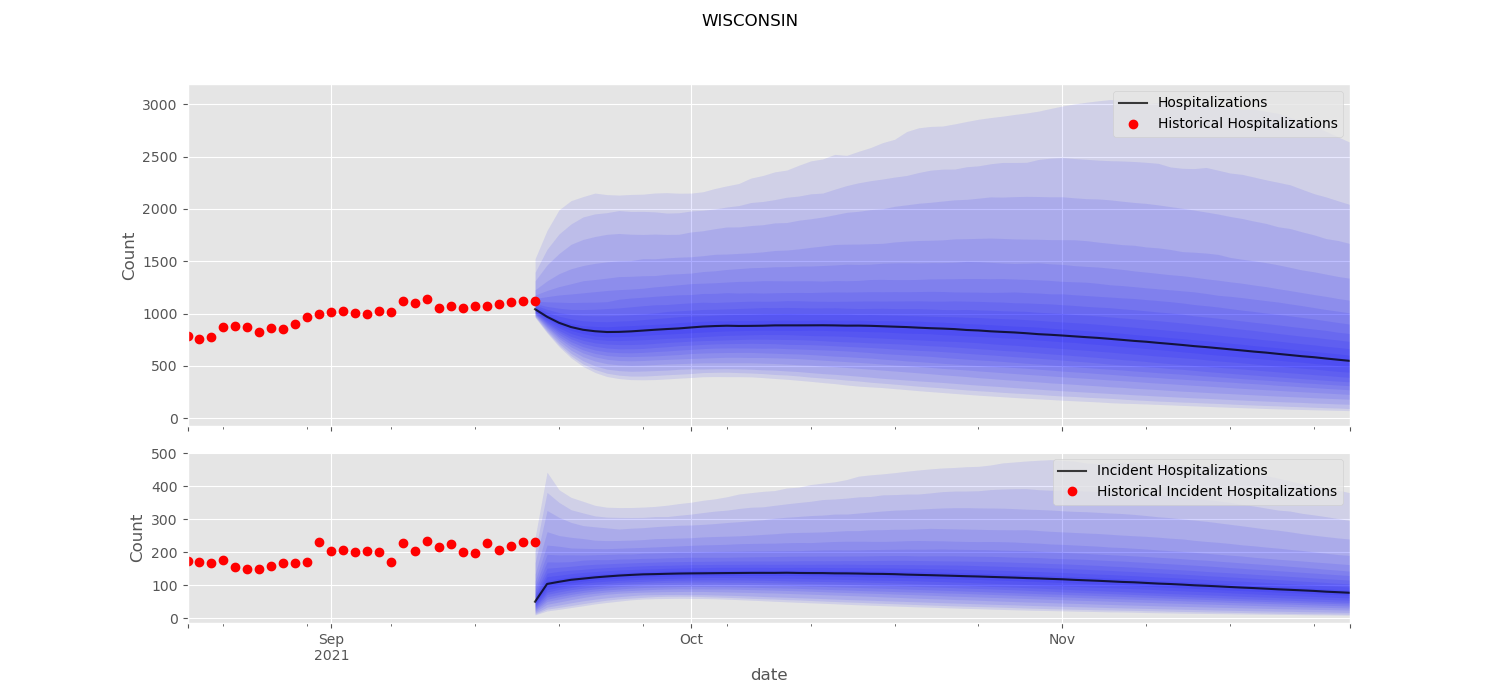 WISCONSIN
3000
2500
2000
1500
1000
500
0
Count
Hospitalizations
Historical Hospitalizations
500
400
300
200
100
0
Count
Incident Hospitalizations
Historical Incident Hospitalizations
Sep
2021
Oct
Nov
date